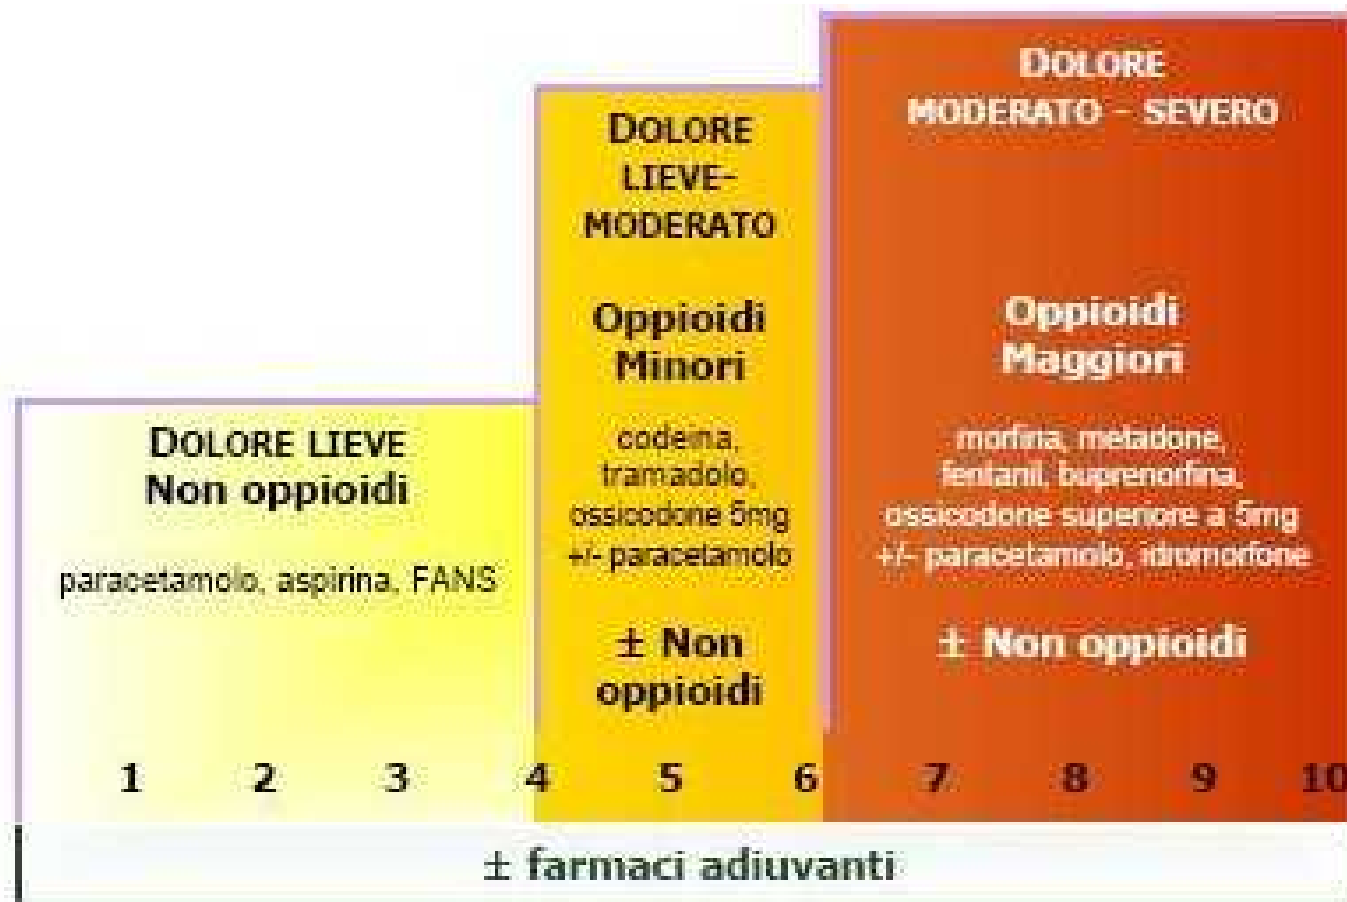 DOLORE LIEVE
Non oppioidi
paracetamolo, aspirina, FANS
DOLORE
LIEVE-
MODERATO
Oppioidi
Minori
codeina,
tramadolo,
ossicodone 5mg
+/- paracetamolo
± Non
oppioidi
DOLORE
MODERATO - SEVERO
Oppioidi
Maggiori
morfina, metadone,
fentanil, buprenorfina,
ossicodone superiore a 5mg
+/- paracetamolo, idromorfone
± Non oppioidi
1 2 3 4 5 6 7 8 9 10
± farmaci adiuvanti